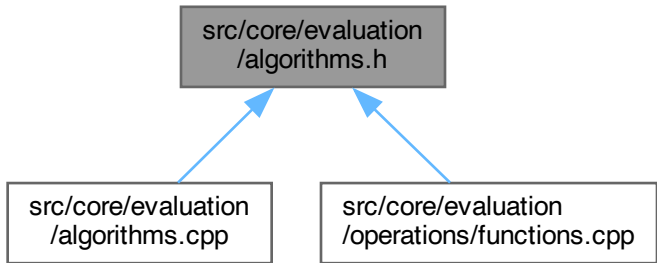 src/core/evaluation
/algorithms.h
src/core/evaluation
/algorithms.cpp
src/core/evaluation
/operations/functions.cpp